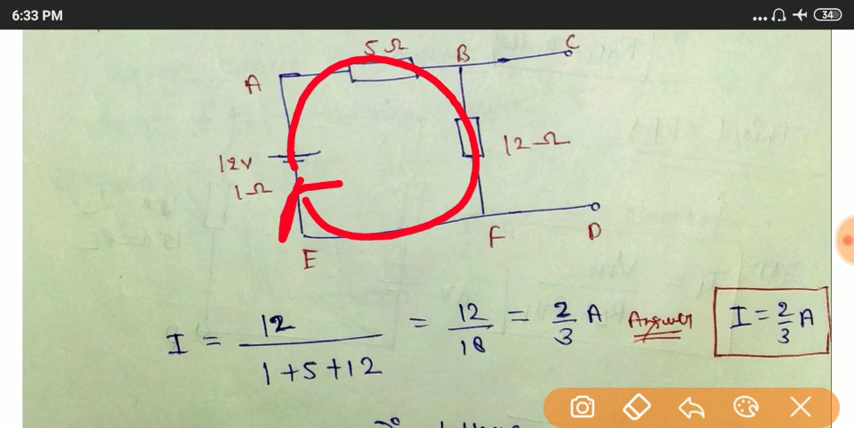 6:33 PM
34
5Ω
A
B
C
12V
1Ω
12Ω
E
F
D
I = 12 / 1+5+12 = 12/18 = 2/3 A Answer I = 2/3 A